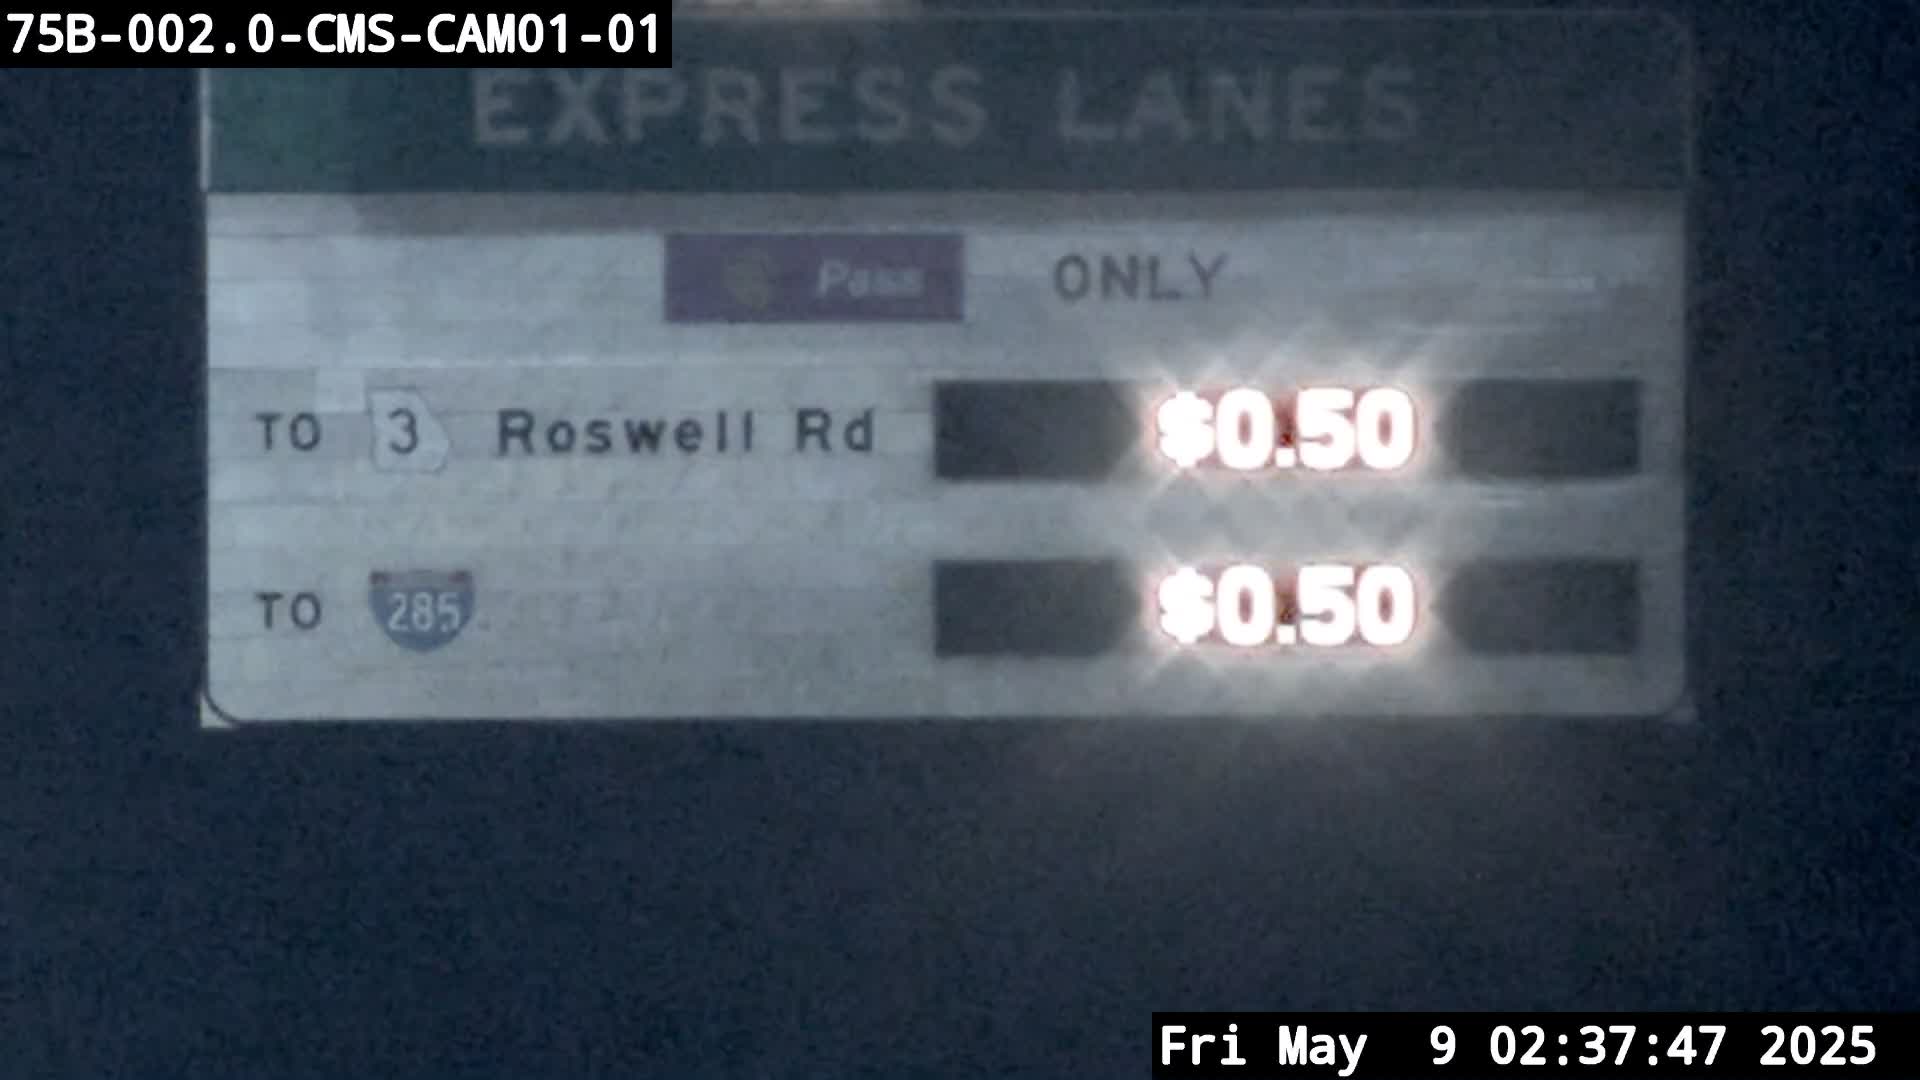 75B-002.0-CMS-CAM01-01
EXPRESS LANES
Pass ONLY
TO 3 Roswell Rd $0.50
TO 285 $0.50
Fri May 9 02:37:47 2025